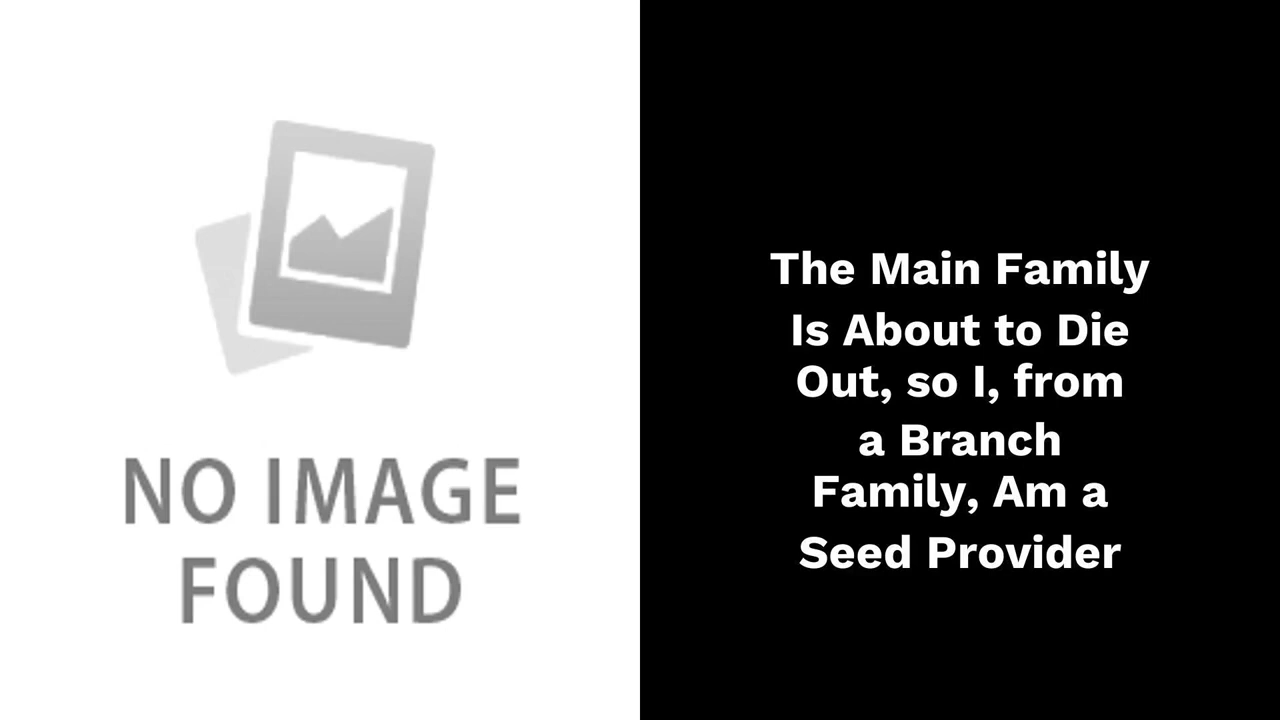 NO IMAGE
FOUND
The Main Family
Is About to Die
Out, so I, from
a Branch
Family, Am a
Seed Provider